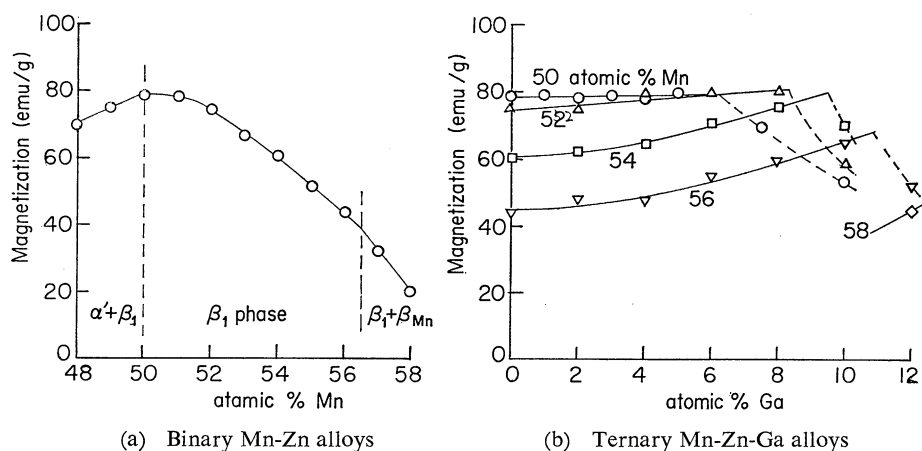 Magnetization (emu/g)
100
80
60
40
20
0
α'+β₁
β₁ phase
β₁+βMn
48
50
52
54
56
58
atamic % Mn
(a) Binary Mn-Zn alloys
Magnetization (emu/g)
100
80
60
40
20
0
50 atomic % Mn
52
54
56
58
0
2
4
6
8
10
12
atomic % Ga
(b) Ternary Mn-Zn-Ga alloys